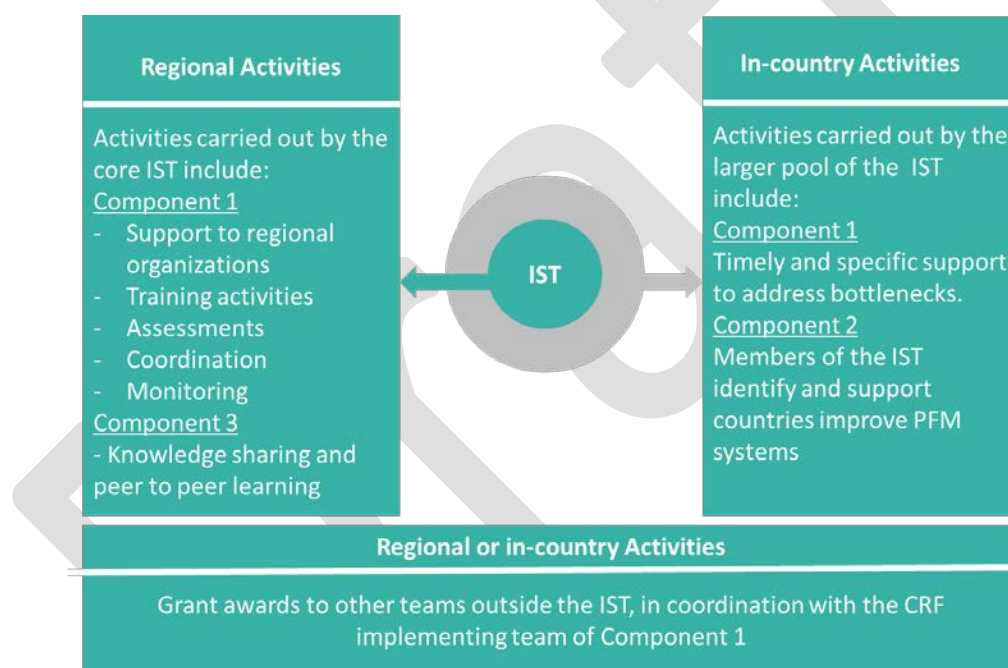 Regional Activities
Activities carried out by the
core IST include:
Component 1
- Support to regional
organizations
- Training activities
- Assessments
- Coordination
- Monitoring
Component 3
- Knowledge sharing and
peer to peer learning
IST
In-country Activities
Activities carried out by the
larger pool of the IST
include:
Component 1
Timely and specific support
to address bottlenecks.
Component 2
Members of the IST
identify and support
countries improve PFM
systems
Regional or in-country Activities
Grant awards to other teams outside the IST, in coordination with the CRF
implementing team of Component 1